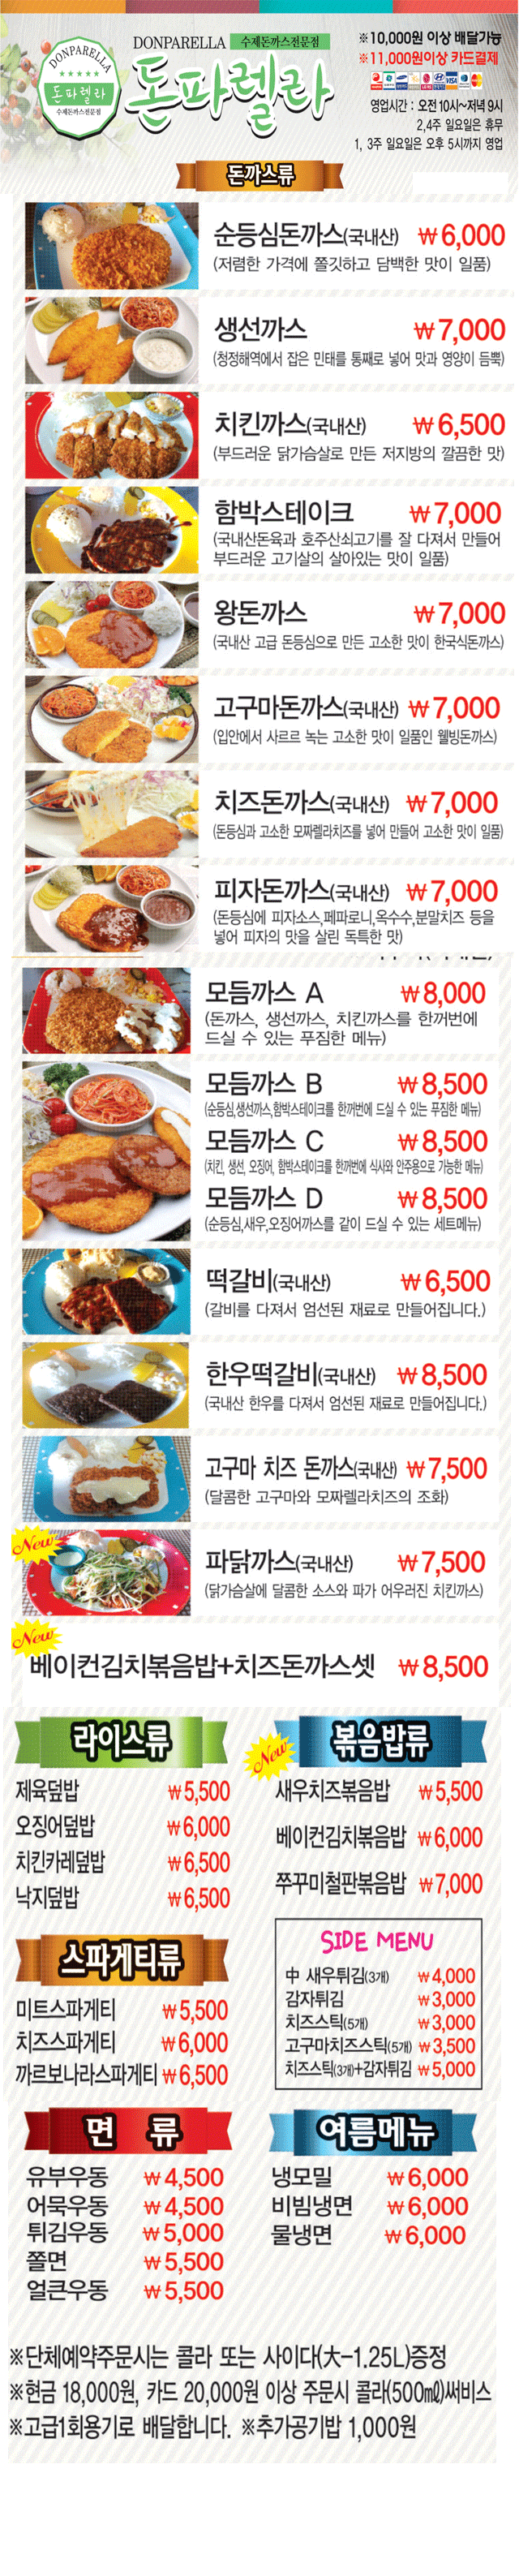 DONPARELLA 수제돈까스전문점
DONPARELLA
돈파렐라
수제돈까스전문점
돈파렐라
※10,000원 이상 배달가능
※11,000원이상 카드결제
영업시간 : 오전 10시~저녁 9시
2,4주 일요일은 휴무
1, 3주 일요일은 오후 5시까지 영업
돈까스류
순등심돈까스(국내산) ₩6,000
(저렴한 가격에 쫄깃하고 담백한 맛이 일품)
생선까스 ₩7,000
(청정해역에서 잡은 민태를 통째로 넣어 맛과 영양이 듬뿍)
치킨까스(국내산) ₩6,500
(부드러운 닭가슴살로 만든 저지방의 깔끔한 맛)
함박스테이크 ₩7,000
(국내산돈육과 호주산쇠고기를 잘 다져서 만들어
부드러운 고기살의 살아있는 맛이 일품)
왕돈까스 ₩7,000
(국내산 고급 돈등심으로 만든 고소한 맛이 한국식돈까스)
고구마돈까스(국내산) ₩7,000
(입안에서 사르르 녹는 고소한 맛이 일품인 웰빙돈까스)
치즈돈까스(국내산) ₩7,000
(돈등심과 고소한 모짜렐라치즈를 넣어 만들어 고소한 맛이 일품)
피자돈까스(국내산) ₩7,000
(돈등심에 피자소스,페파로니,옥수수,분말치즈 등을
넣어 피자의 맛을 살린 독특한 맛)
모듬까스 A ₩8,000
(돈까스, 생선까스, 치킨까스를 한꺼번에
드실 수 있는 푸짐한 메뉴)
모듬까스 B ₩8,500
(순등심,생선까스,함박스테이크를 한꺼번에 드실 수 있는 푸짐한 메뉴)
모듬까스 C ₩8,500
(치킨, 생선, 오징어, 함박스테이크를 한꺼번에 식사와 안주용으로 가능한 메뉴)
모듬까스 D ₩8,500
(순등심,새우,오징어까스를 같이 드실 수 있는 세트메뉴)
떡갈비(국내산) ₩6,500
(갈비를 다져서 엄선된 재료로 만들어집니다.)
한우떡갈비(국내산) ₩8,500
(국내산 한우를 다져서 엄선된 재료로 만들어집니다.)
고구마 치즈 돈까스(국내산) ₩7,500
(달콤한 고구마와 모짜렐라치즈의 조화)
New
파닭까스(국내산) ₩7,500
(닭가슴살에 달콤한 소스와 파가 어우러진 치킨까스)
New
베이컨김치볶음밥+치즈돈까스셋 ₩8,500
라이스류
제육덮밥 ₩5,500
오징어덮밥 ₩6,000
치킨카레덮밥 ₩6,500
낙지덮밥 ₩6,500
New
볶음밥류
새우치즈볶음밥 ₩5,500
베이컨김치볶음밥 ₩6,000
쭈꾸미철판볶음밥 ₩7,000
스파게티류
미트스파게티 ₩5,500
치즈스파게티 ₩6,000
까르보나라스파게티 ₩6,500
SIDE MENU
中 새우튀김(3개) ₩4,000
감자튀김 ₩3,000
치즈스틱(5개) ₩3,000
고구마치즈스틱(5개) ₩3,500
치즈스틱(3개)+감자튀김 ₩5,000
면 류
유부우동 ₩4,500
어묵우동 ₩4,500
튀김우동 ₩5,000
쫄면 ₩5,500
얼큰우동 ₩5,500
여름메뉴
냉모밀 ₩6,000
비빔냉면 ₩6,000
물냉면 ₩6,000
※단체예약주문시는 콜라 또는 사이다(大-1.25L)증정
※현금 18,000원, 카드 20,000원 이상 주문시 콜라(500㎖)써비스
※고급1회용기로 배달합니다. ※추가공기밥 1,000원